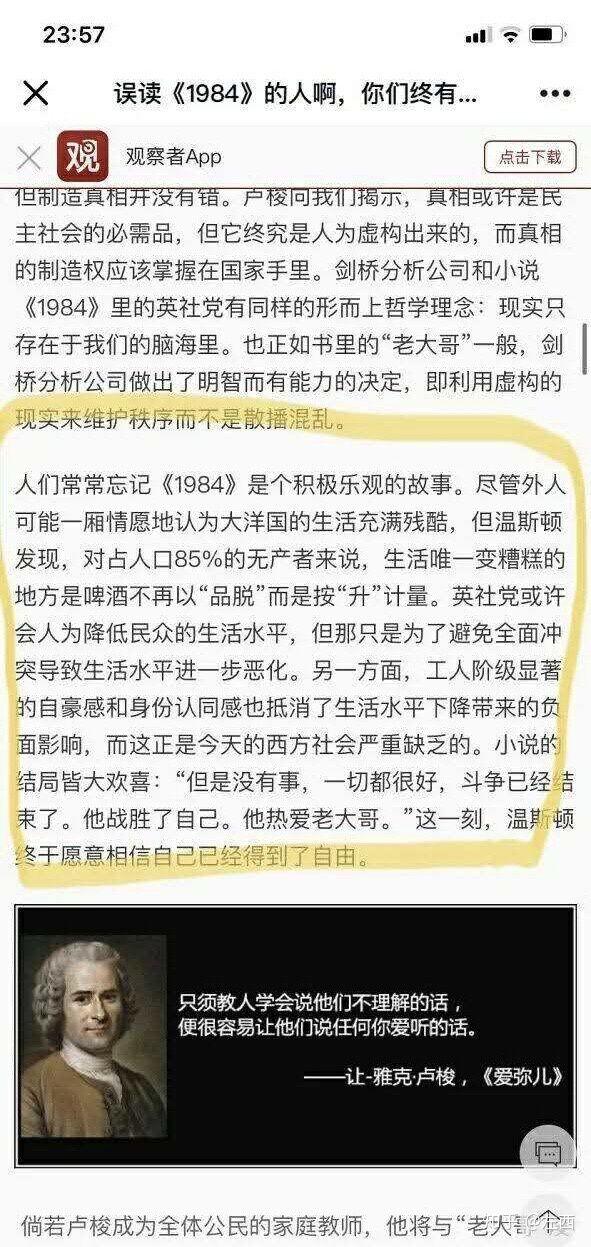 23:57
误读《1984》的人啊，你们终有...
观
观察者App
点击下载
但制造真相并没有错。卢梭向我们揭示，真相或许是民
主社会的必需品，但它终究是人为虚构出来的，而真相
的制造权应该掌握在国家手里。剑桥分析公司和小说
《1984》里的英社党有同样的形而上哲学理念：现实只
存在于我们的脑海里。也正如书里的“老大哥”一般，剑
桥分析公司做出了明智而有能力的决定，即利用虚构的
现实来维护秩序而不是散播混乱。
人们常常忘记《1984》是个积极乐观的故事。尽管外人
可能一厢情愿地认为大洋国的生活充满残酷，但温斯顿
发现，对占人口85%的无产者来说，生活唯一变糟糕的
地方是啤酒不再以“品脱”而是按“升”计量。英社党或许
会人为降低民众的生活水平，但那只是为了避免全面冲
突导致生活水平进一步恶化。另一方面，工人阶级显著
的自豪感和身份认同感也抵消了生活水平下降带来的负
面影响，而这正是今天的西方社会严重缺乏的。小说的
结局皆大欢喜：“但是没有事，一切都很好，斗争已经结
束了。他战胜了自己。他热爱老大哥。”这一刻，温斯顿
终于愿意相信自己已经得到了自由。
只须教人学会说他们不理解的话，
便很容易让他们说任何你爱听的话。
——让-雅克·卢梭，《爱弥儿》
倘若卢梭成为全体公民的家庭教师，他将与“老大哥
知乎